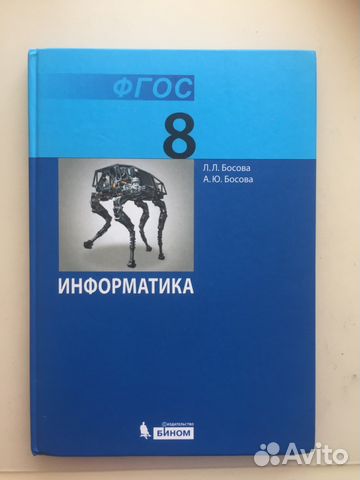 ФГОС
8
Л.Л. Босова
А.Ю. Босова
ИНФОРМАТИКА
Издательство
БИНОМ
Avito